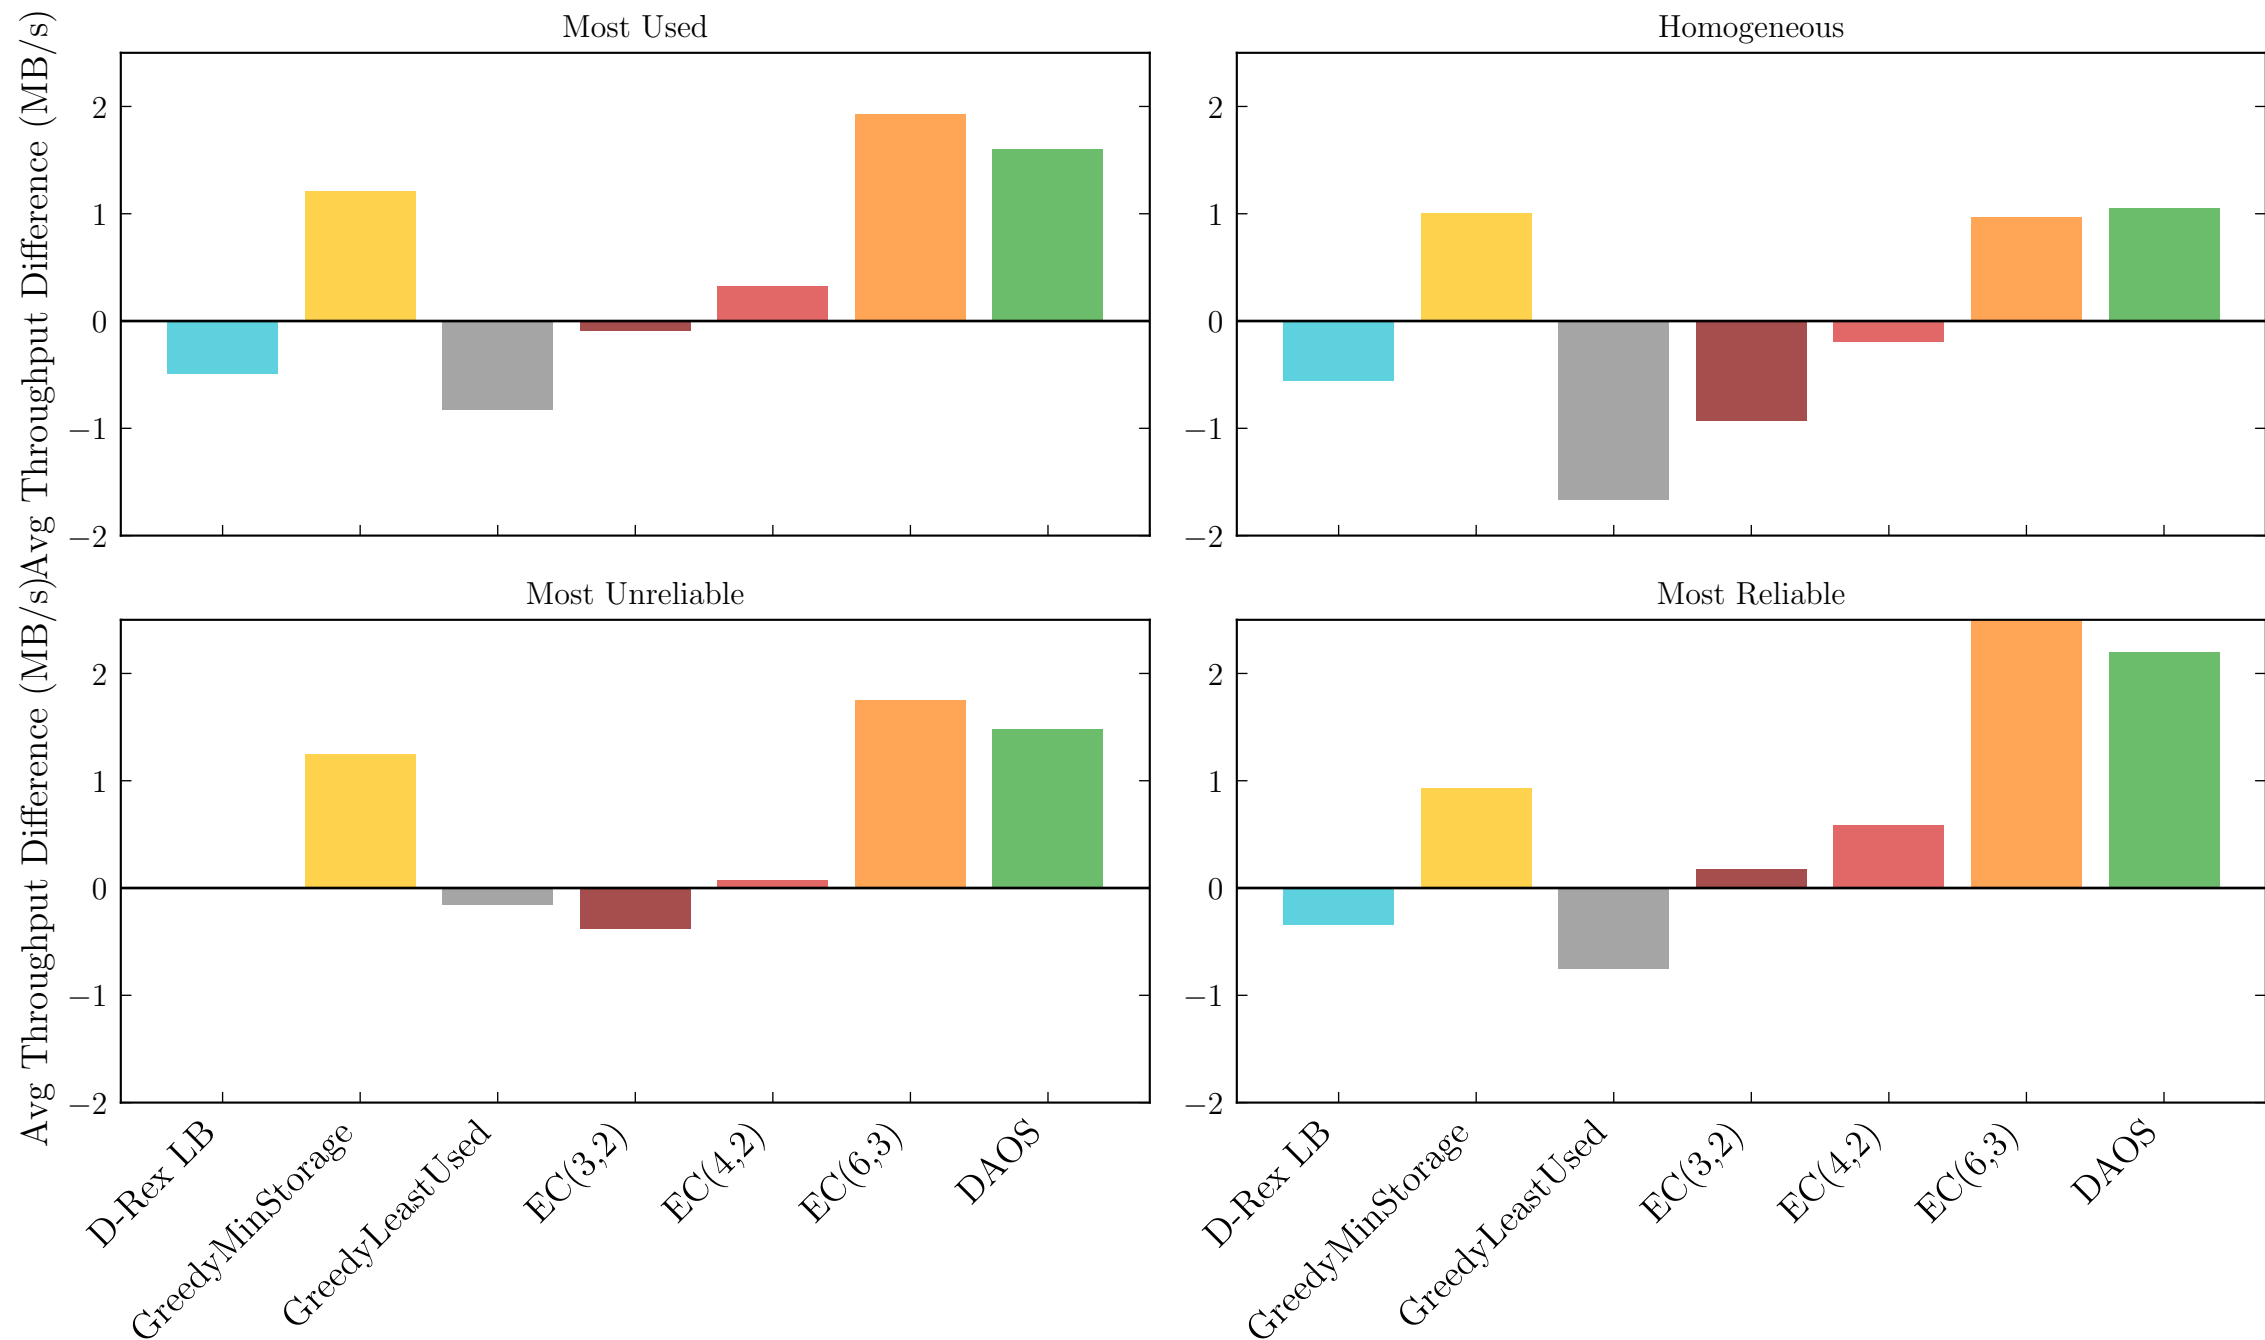 Most Used
Avg Throughput Difference (MB/s)
2
1
0
−1
−2
Homogeneous
2
1
0
−1
−2
Most Unreliable
Avg Throughput Difference (MB/s)
2
1
0
−1
−2
D-Rex LB
GreedyMinStorage
GreedyLeastUsed
EC(3,2)
EC(4,2)
EC(6,3)
DAOS
Most Reliable
2
1
0
−1
−2
D-Rex LB
GreedyMinStorage
GreedyLeastUsed
EC(3,2)
EC(4,2)
EC(6,3)
DAOS